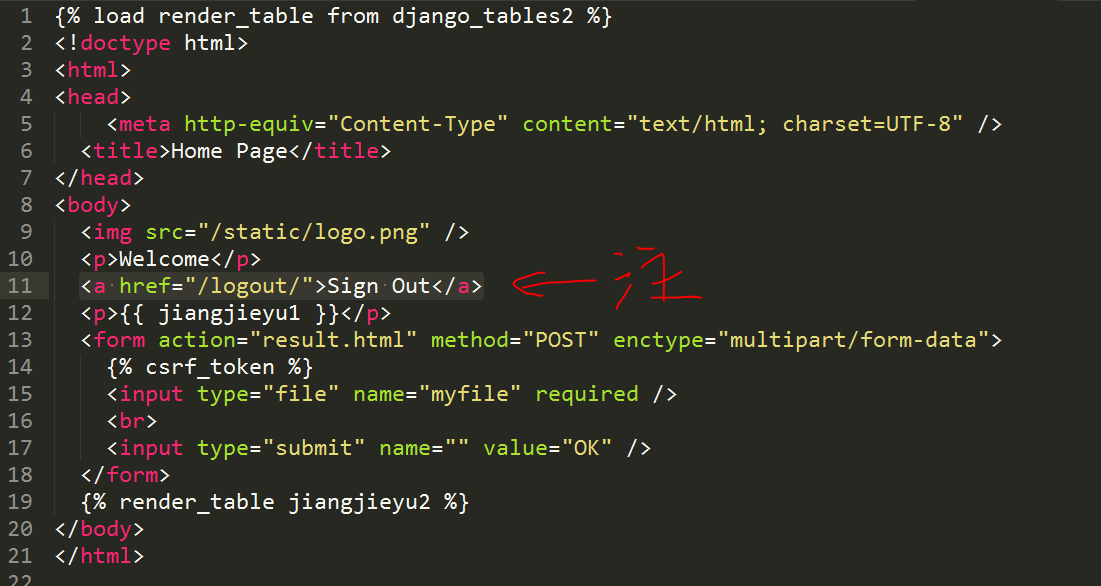 1 {% load render_table from django_tables2 %}
2 <!doctype html>
3 <html>
4 <head>
5     <meta http-equiv="Content-Type" content="text/html; charset=UTF-8" />
6   <title>Home Page</title>
7 </head>
8 <body>
9   <img src="/static/logo.png" />
10   <p>Welcome</p>
11   <a href="/logout/">Sign Out</a> 注
12   <p>{{ jiangjieyu1 }}</p>
13   <form action="result.html" method="POST" enctype="multipart/form-data">
14     {% csrf_token %}
15     <input type="file" name="myfile" required />
16     <br>
17     <input type="submit" name="" value="OK" />
18   </form>
19   {% render_table jiangjieyu2 %}
20 </body>
21 </html>
22